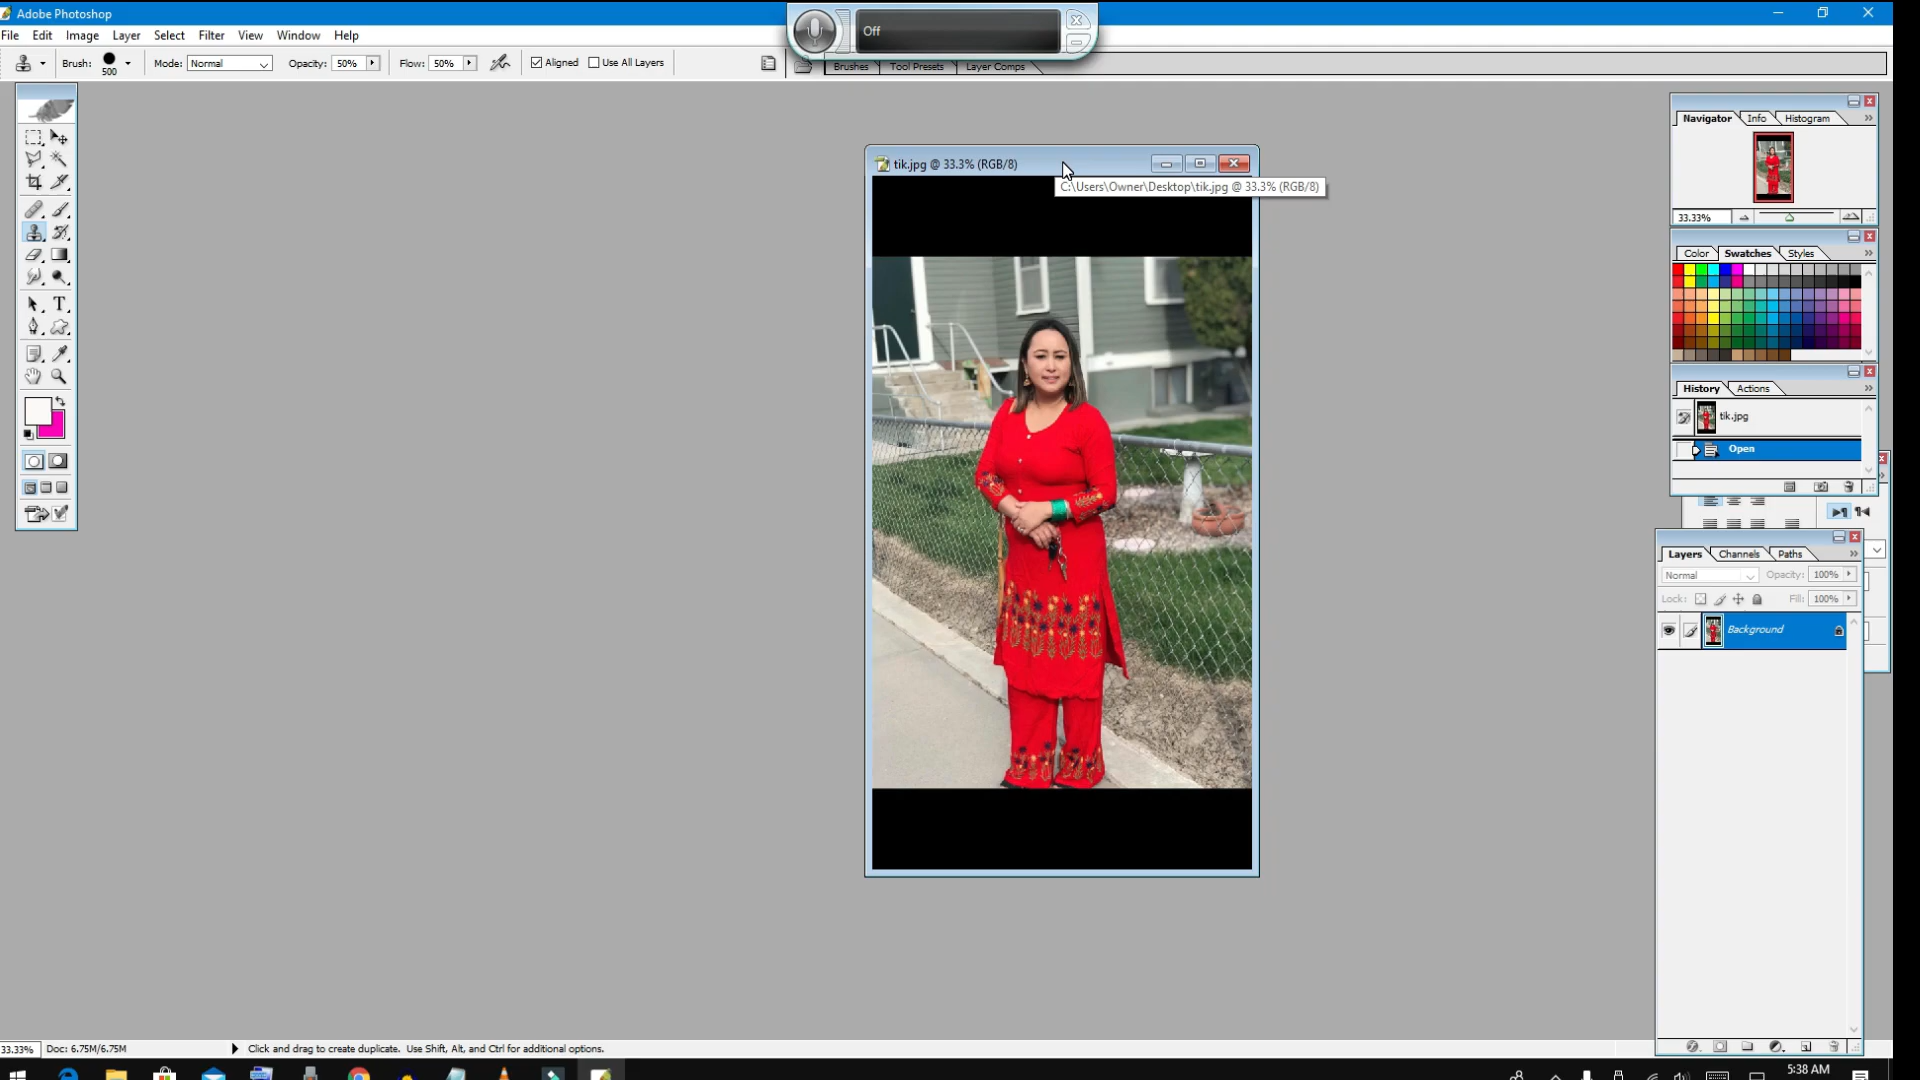 Adobe Photoshop
File Edit Image Layer Select Filter View Window Help
Off
Brush: 500 Mode: Normal Opacity: 50% Flow: 50% Aligned Use All Layers
Brushes Tool Presets Layer Comps
tik.jpg @ 33.3% (RGB/8)
C:\Users\Owner\Desktop\tik.jpg @ 33.3% (RGB/8)
Navigator Info Histogram
33.33%
Color Swatches Styles
History Actions
tik.jpg
Open
Layers Channels Paths
Normal Opacity: 100%
Lock: Fill: 100%
Background
33.33% Doc: 6.75M/6.75M Click and drag to create duplicate. Use Shift, Alt, and Ctrl for additional options.
5:38 AM